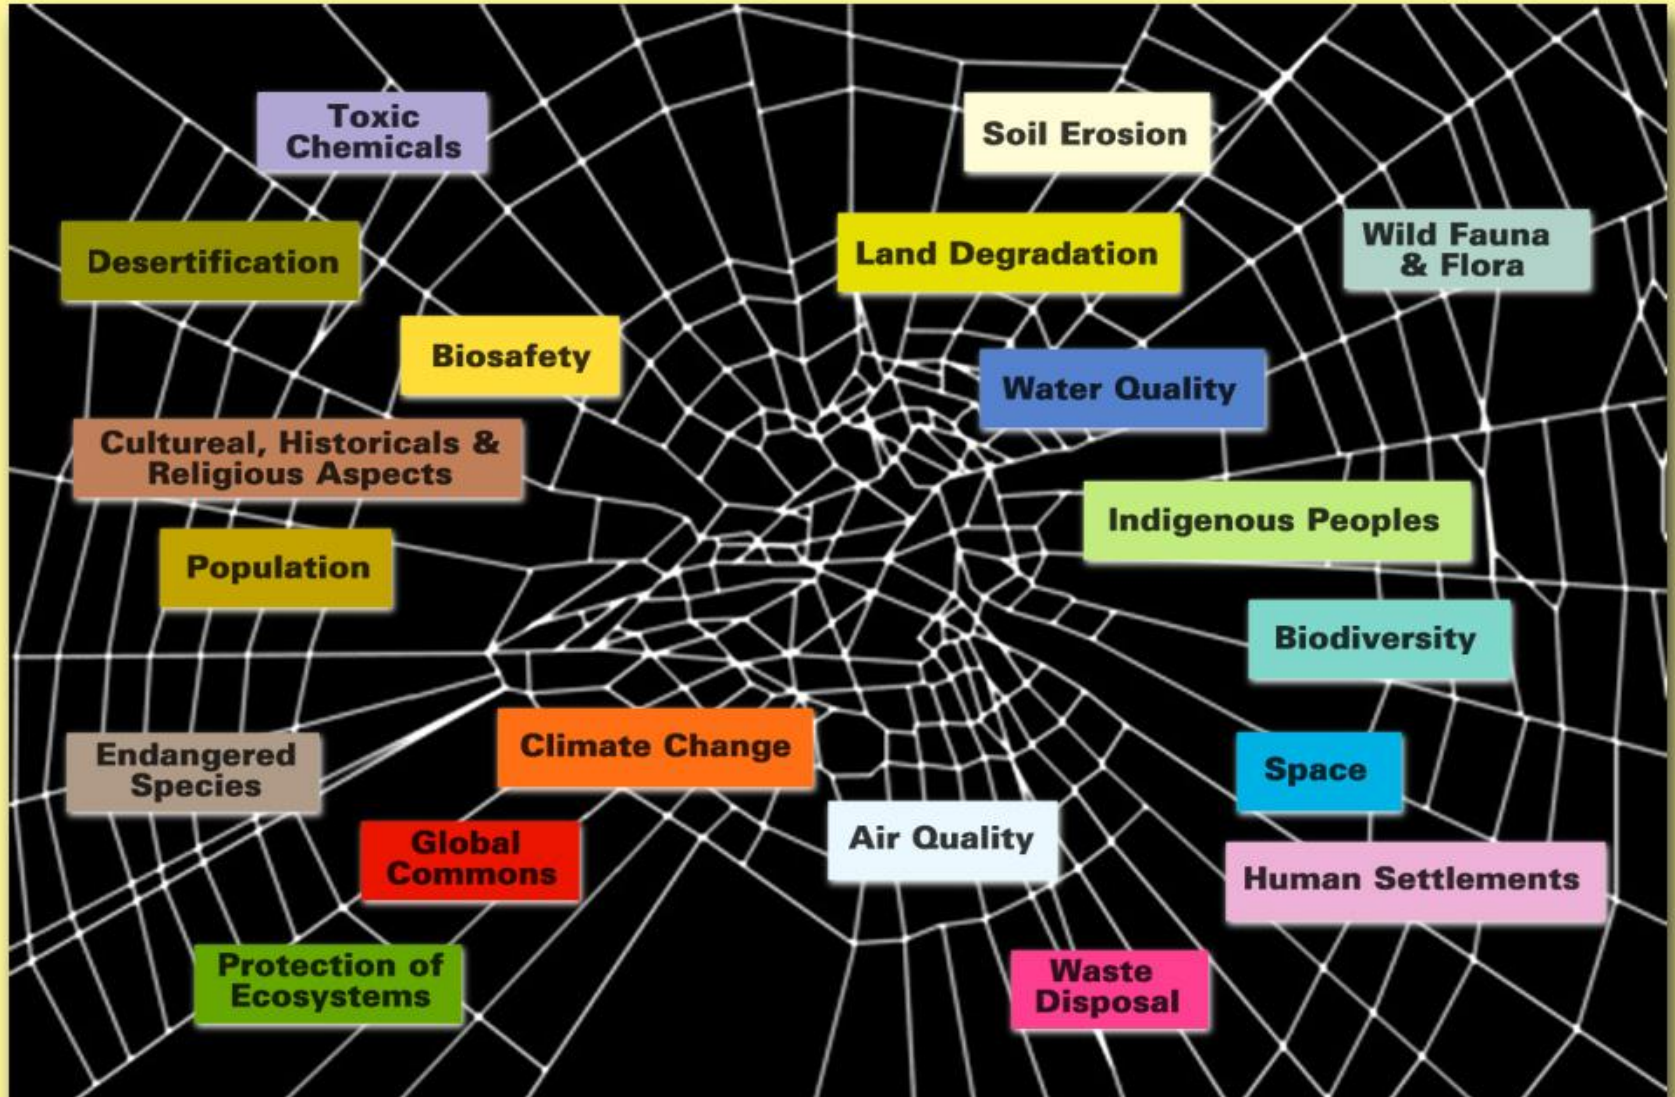 Toxic
Chemicals
Soil Erosion
Desertification
Land Degradation
Wild Fauna
& Flora
Biosafety
Water Quality
Cultureal, Historicals &
Religious Aspects
Indigenous Peoples
Population
Biodiversity
Endangered
Species
Climate Change
Space
Global
Commons
Air Quality
Human Settlements
Protection of
Ecosystems
Waste
Disposal